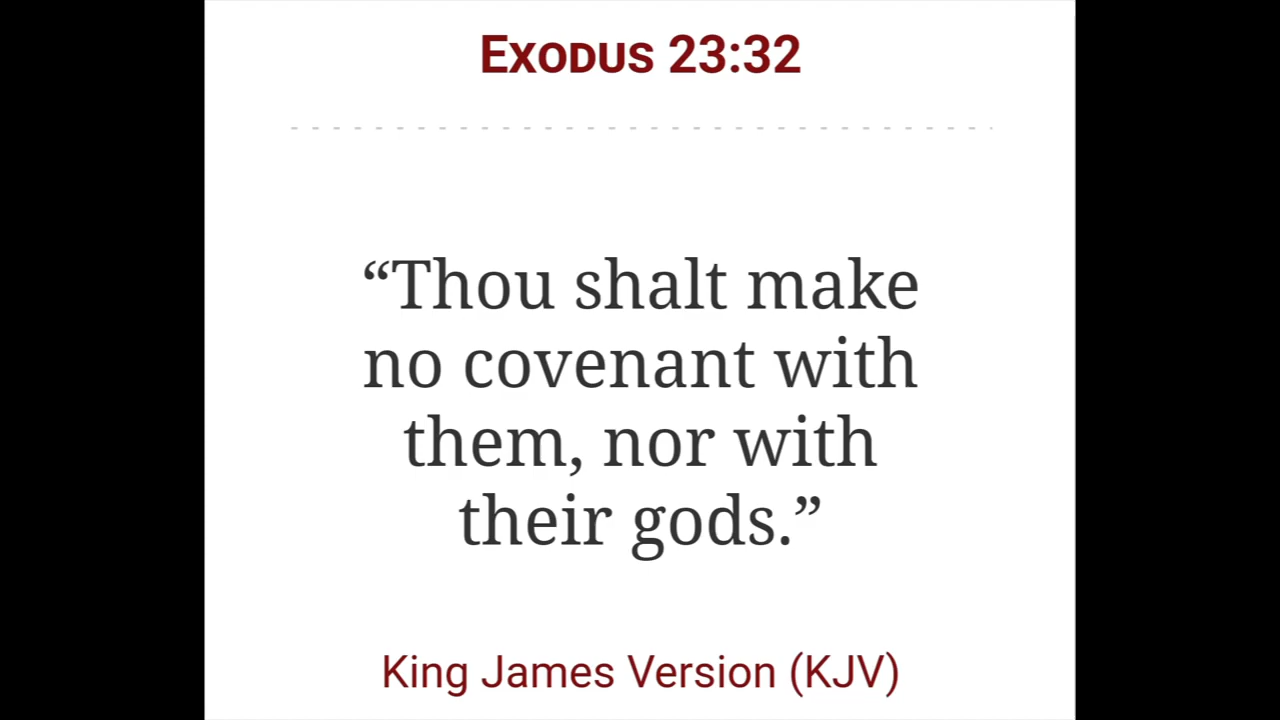 Exodus 23:32
“Thou shalt make
no covenant with
them, nor with
their gods.”
King James Version (KJV)